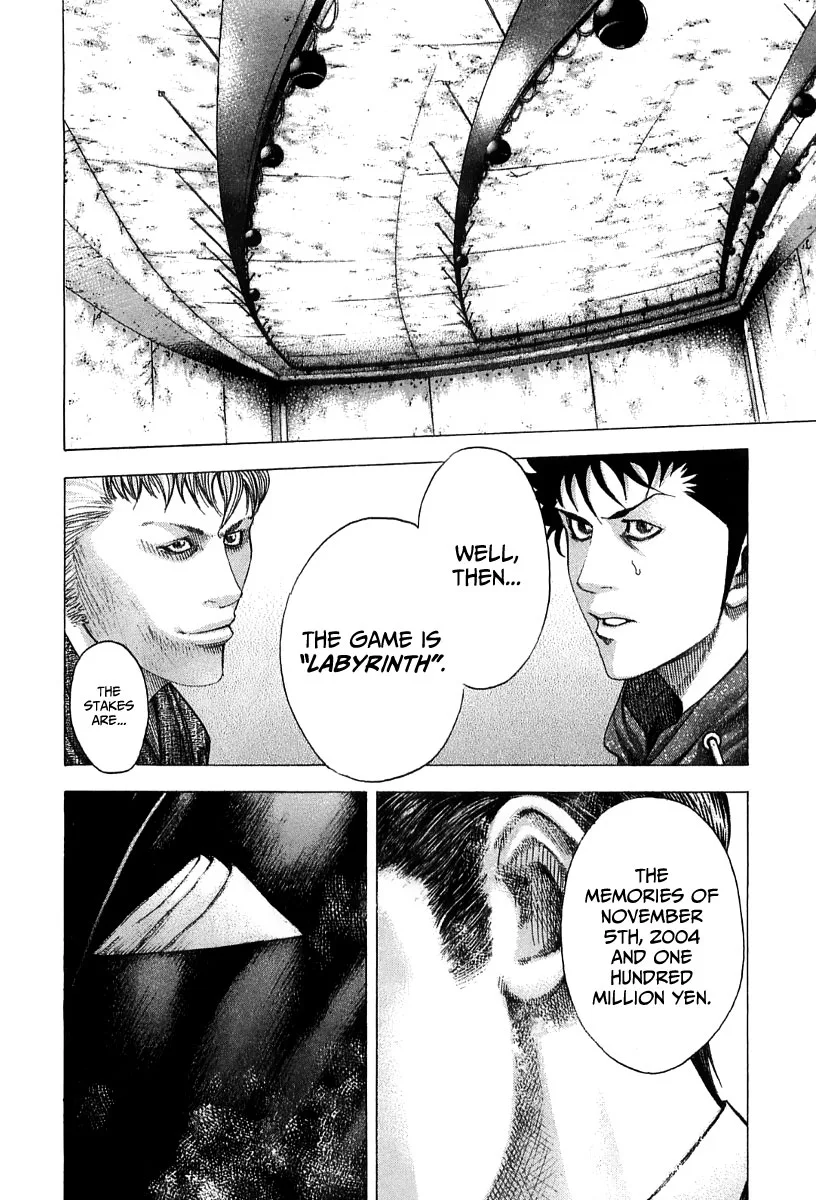 WELL,
THEN...
THE GAME IS
"LABYRINTH".
THE
STAKES
ARE...
THE
MEMORIES OF
NOVEMBER
5TH, 2004
AND ONE
HUNDRED
MILLION YEN.